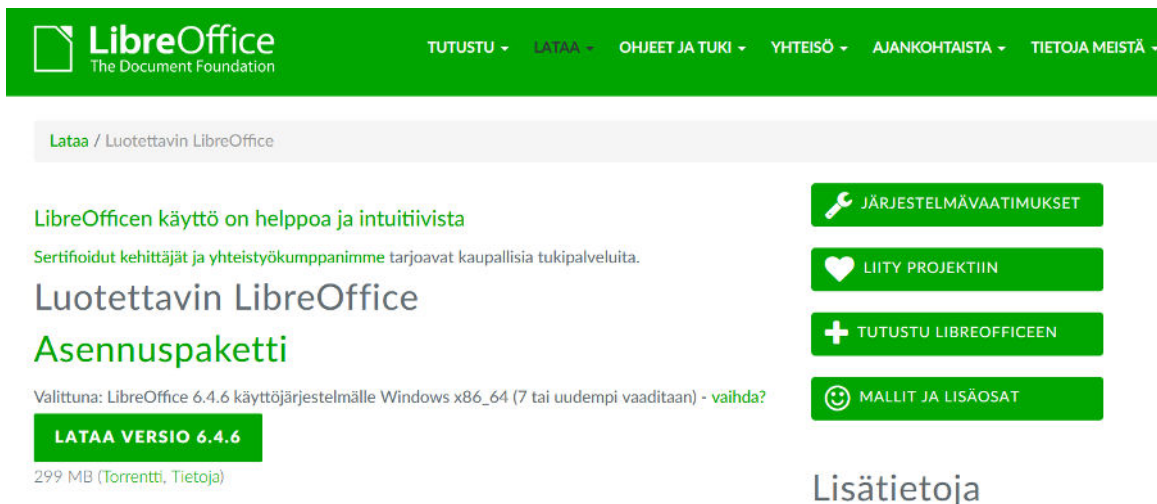 LibreOffice
The Document Foundation
TUTUSTU LATAA OHJEET JA TUKI YHTEISÖ AJANKOHTAISTA TIETOJA MEISTÄ
Lataa / Luotettavin LibreOffice
LibreOfficen käyttö on helppoa ja intuitiivista
Sertifioidut kehittäjät ja yhteistyökumppanimme tarjoavat kaupallisia tukipalveluita.
Luotettavin LibreOffice
Asennuspaketti
Valittuna: LibreOffice 6.4.6 käyttöjärjestelmälle Windows x86_64 (7 tai uudempi vaaditaan) - vaihda?
LATAA VERSIO 6.4.6
299 MB (Torrentti, Tietoja)
JÄRJESTELMÄVAATIMUKSET
LIITY PROJEKTIIN
TUTUSTU LIBREOFFICEEN
MALLIT JA LISÄOSAT
Lisätietoja